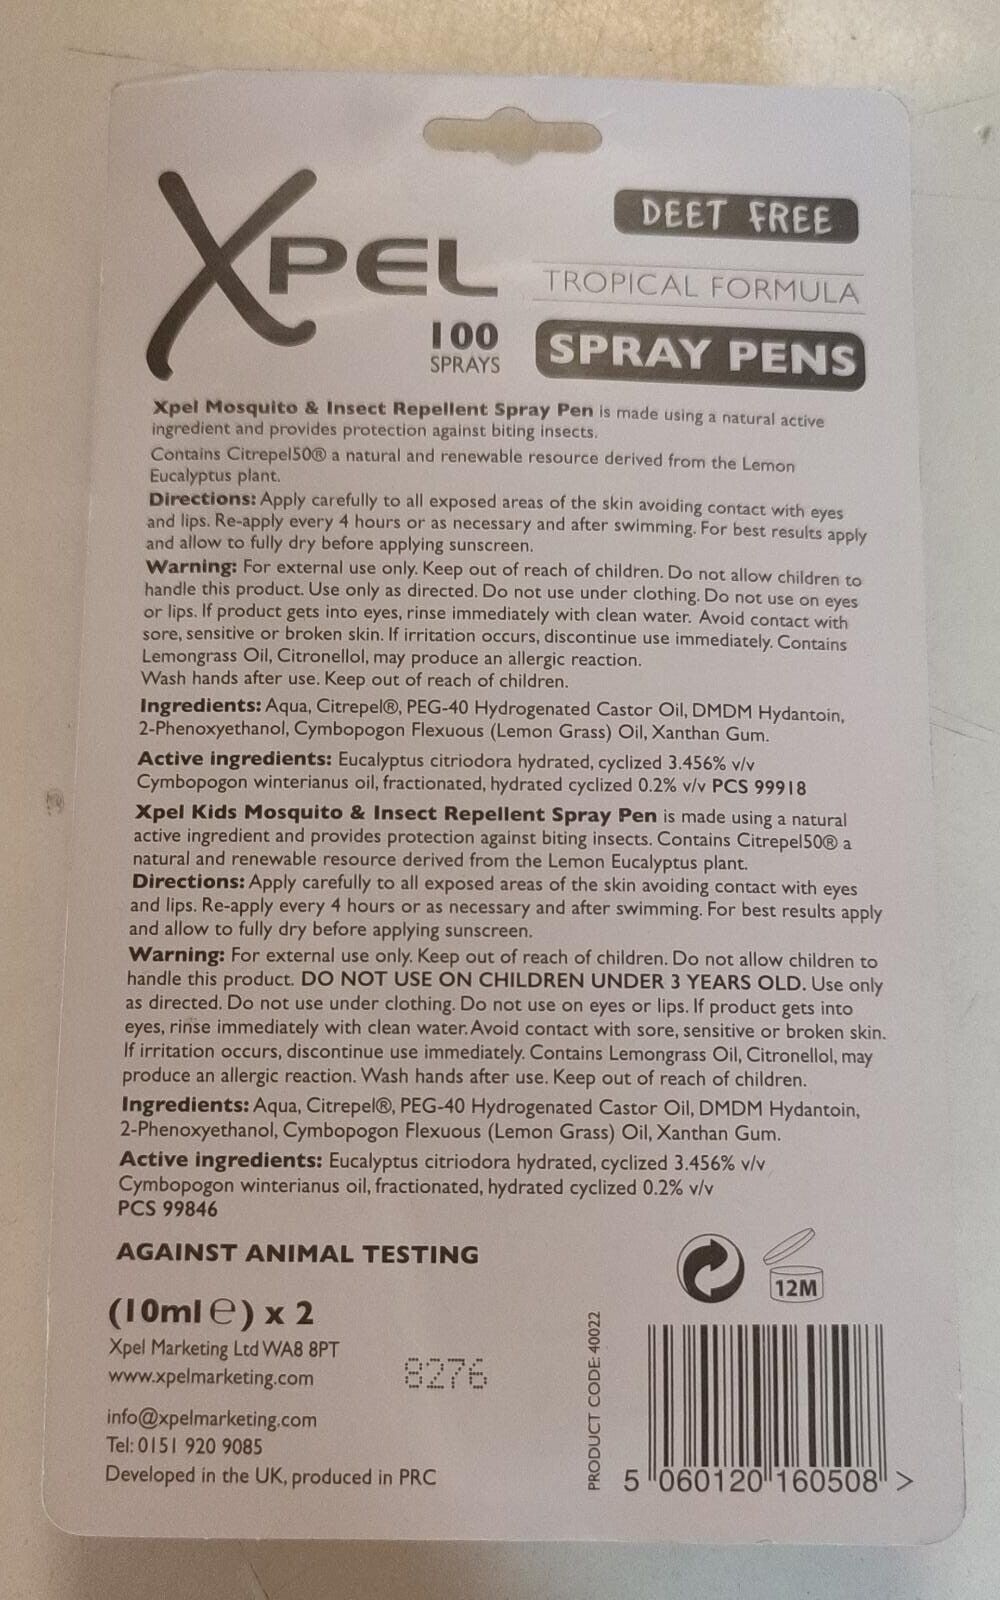 XPEL
DEET FREE
TROPICAL FORMULA
100
SPRAYS
SPRAY PENS
Xpel Mosquito & Insect Repellent Spray Pen is made using a natural active
ingredient and provides protection against biting insects.
Contains Citrepel50® a natural and renewable resource derived from the Lemon
Eucalyptus plant.
Directions: Apply carefully to all exposed areas of the skin avoiding contact with eyes
and lips. Re-apply every 4 hours or as necessary and after swimming. For best results apply
and allow to fully dry before applying sunscreen.
Warning: For external use only. Keep out of reach of children. Do not allow children to
handle this product. Use only as directed. Do not use under clothing. Do not use on eyes
or lips. If product gets into eyes, rinse immediately with clean water. Avoid contact with
sore, sensitive or broken skin. If irritation occurs, discontinue use immediately. Contains
Lemongrass Oil, Citronellol, may produce an allergic reaction.
Wash hands after use. Keep out of reach of children.
Ingredients: Aqua, Citrepel®, PEG-40 Hydrogenated Castor Oil, DMDM Hydantoin,
2-Phenoxyethanol, Cymbopogon Flexuous (Lemon Grass) Oil, Xanthan Gum.
Active ingredients: Eucalyptus citriodora hydrated, cyclized 3.456% v/v
Cymbopogon winterianus oil, fractionated, hydrated cyclized 0.2% v/v PCS 99918
Xpel Kids Mosquito & Insect Repellent Spray Pen is made using a natural
active ingredient and provides protection against biting insects. Contains Citrepel50® a
natural and renewable resource derived from the Lemon Eucalyptus plant.
Directions: Apply carefully to all exposed areas of the skin avoiding contact with eyes
and lips. Re-apply every 4 hours or as necessary and after swimming. For best results apply
and allow to fully dry before applying sunscreen.
Warning: For external use only. Keep out of reach of children. Do not allow children to
handle this product. DO NOT USE ON CHILDREN UNDER 3 YEARS OLD. Use only
as directed. Do not use under clothing. Do not use on eyes or lips. If product gets into
eyes, rinse immediately with clean water. Avoid contact with sore, sensitive or broken skin.
If irritation occurs, discontinue use immediately. Contains Lemongrass Oil, Citronellol, may
produce an allergic reaction. Wash hands after use. Keep out of reach of children.
Ingredients: Aqua, Citrepel®, PEG-40 Hydrogenated Castor Oil, DMDM Hydantoin,
2-Phenoxyethanol, Cymbopogon Flexuous (Lemon Grass) Oil, Xanthan Gum.
Active ingredients: Eucalyptus citriodora hydrated, cyclized 3.456% v/v
Cymbopogon winterianus oil, fractionated, hydrated cyclized 0.2% v/v
PCS 99846
AGAINST ANIMAL TESTING
12M
(10ml ℮) x 2
Xpel Marketing Ltd WA8 8PT
www.xpelmarketing.com
8276
info@xpelmarketing.com
Tel: 0151 920 9085
Developed in the UK, produced in PRC
PRODUCT CODE: 40022
5 060120 160508 >